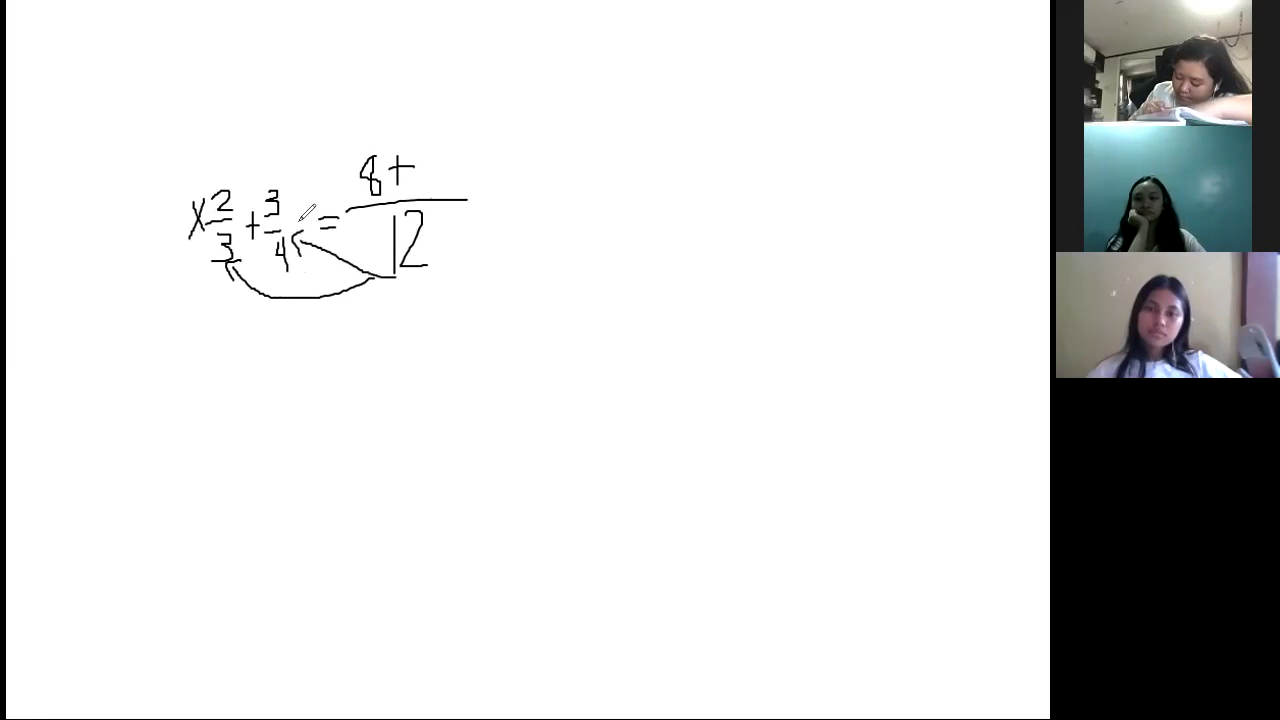 x 2/3 + 3/4 = 8+/12